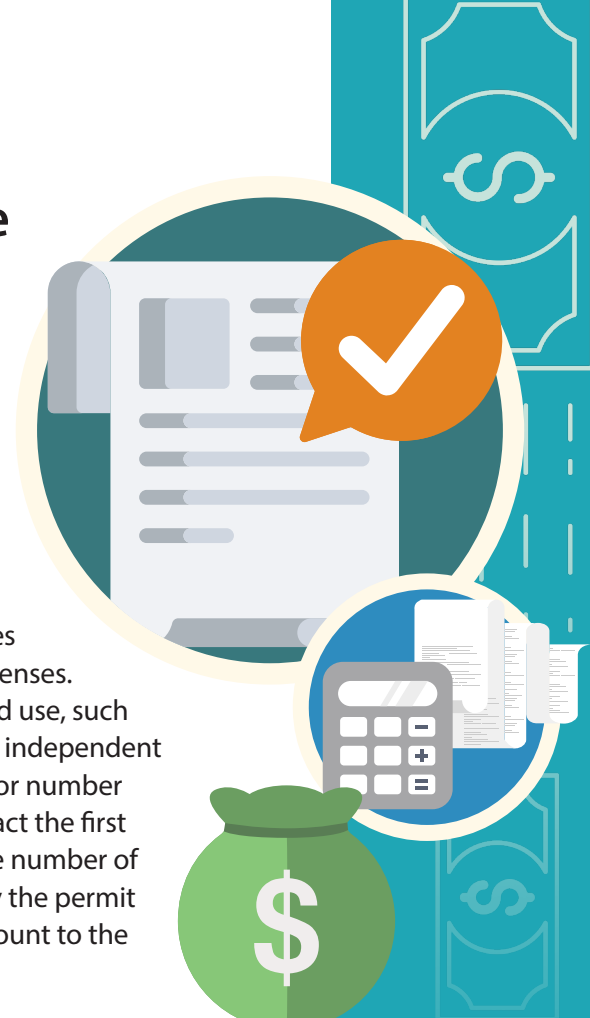 e
es
enses.
d use, such
independent
or number
act the first
e number of
y the permit
ount to the
$
$
− 
+
=
$